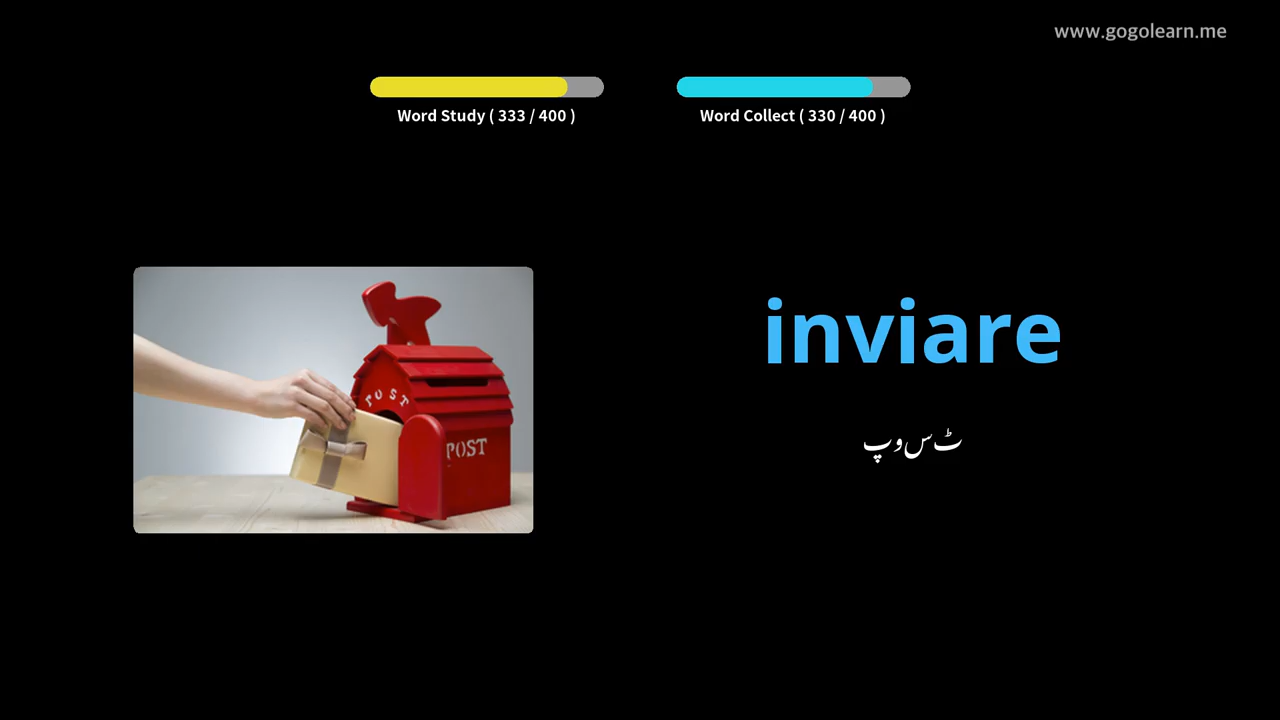 www.gogolearn.me
Word Study ( 333 / 400 )
Word Collect ( 330 / 400 )
POST
POST
inviare
ٹ س و پ